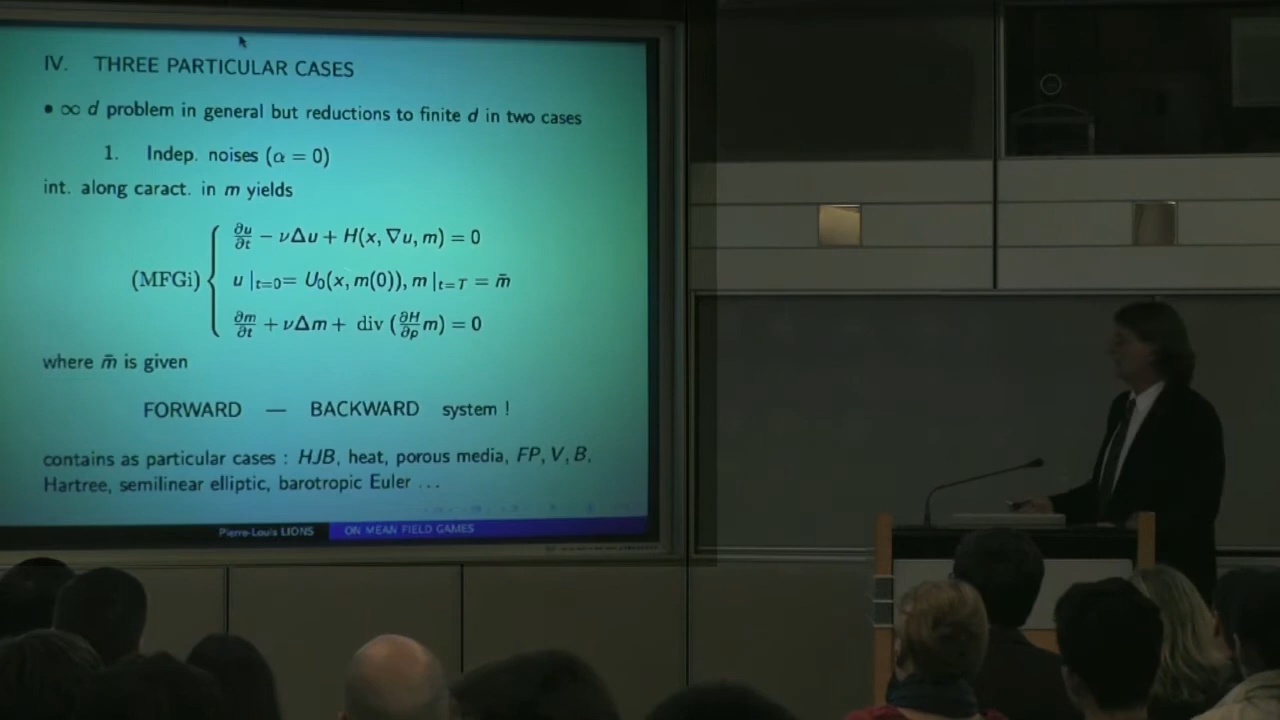 IV. THREE PARTICULAR CASES
• ∞ d problem in general but reductions to finite d in two cases
1. Indep. noises (α = 0)
int. along caract. in m yields
∂u/∂t − νΔu + H(x, ∇u, m) = 0
(MFGi) u |t=0= U₀(x, m(0)), m |t=T = m̄
∂m/∂t + νΔm + div (∂H/∂p m) = 0
where m̄ is given
FORWARD — BACKWARD system !
contains as particular cases : HJB, heat, porous media, FP, V, B,
Hartree, semilinear elliptic, barotropic Euler ...
Pierre-Louis LIONS ON MEAN FIELD GAMES